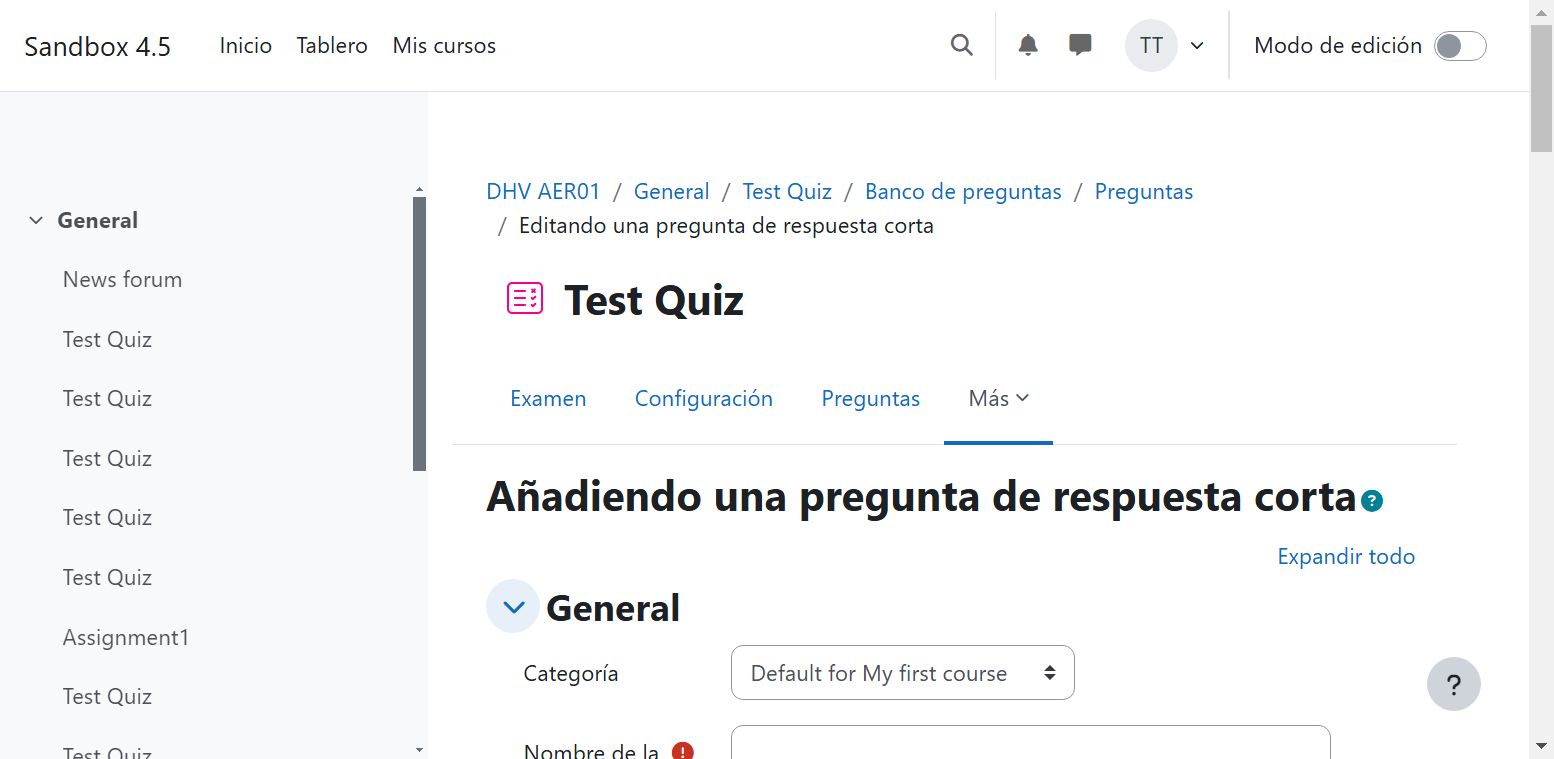 Sandbox 4.5 Inicio Tablero Mis cursos TT Modo de edición
General
News forum
Test Quiz
Test Quiz
Test Quiz
Test Quiz
Test Quiz
Assignment1
Test Quiz
Test Quiz
DHV AER01 / General / Test Quiz / Banco de preguntas / Preguntas
/ Editando una pregunta de respuesta corta
Test Quiz
Examen Configuración Preguntas Más
Añadiendo una pregunta de respuesta corta ?
Expandir todo
General
Categoría Default for My first course
?
Nombre de la !